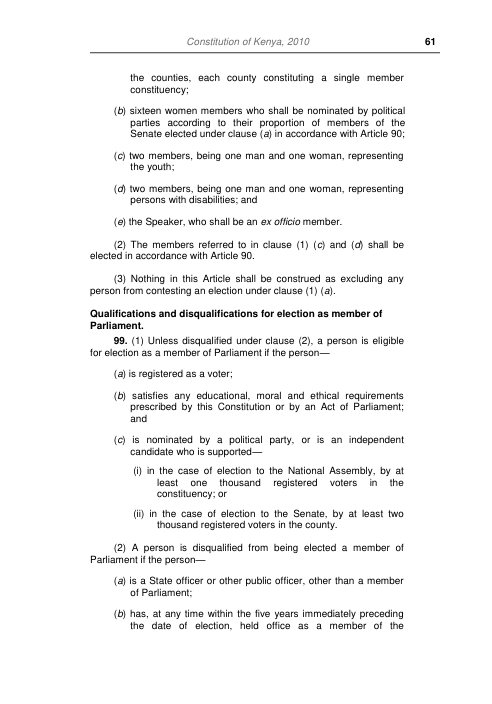 Constitution of Kenya, 2010 61
the counties, each county constituting a single member
constituency;
(b) sixteen women members who shall be nominated by political
parties according to their proportion of members of the
Senate elected under clause (a) in accordance with Article 90;
(c) two members, being one man and one woman, representing
the youth;
(d) two members, being one man and one woman, representing
persons with disabilities; and
(e) the Speaker, who shall be an ex officio member.
(2) The members referred to in clause (1) (c) and (d) shall be
elected in accordance with Article 90.
(3) Nothing in this Article shall be construed as excluding any
person from contesting an election under clause (1) (a).
Qualifications and disqualifications for election as member of
Parliament.
99. (1) Unless disqualified under clause (2), a person is eligible
for election as a member of Parliament if the person—
(a) is registered as a voter;
(b) satisfies any educational, moral and ethical requirements
prescribed by this Constitution or by an Act of Parliament;
and
(c) is nominated by a political party, or is an independent
candidate who is supported—
(i) in the case of election to the National Assembly, by at
least one thousand registered voters in the
constituency; or
(ii) in the case of election to the Senate, by at least two
thousand registered voters in the county.
(2) A person is disqualified from being elected a member of
Parliament if the person—
(a) is a State officer or other public officer, other than a member
of Parliament;
(b) has, at any time within the five years immediately preceding
the date of election, held office as a member of the